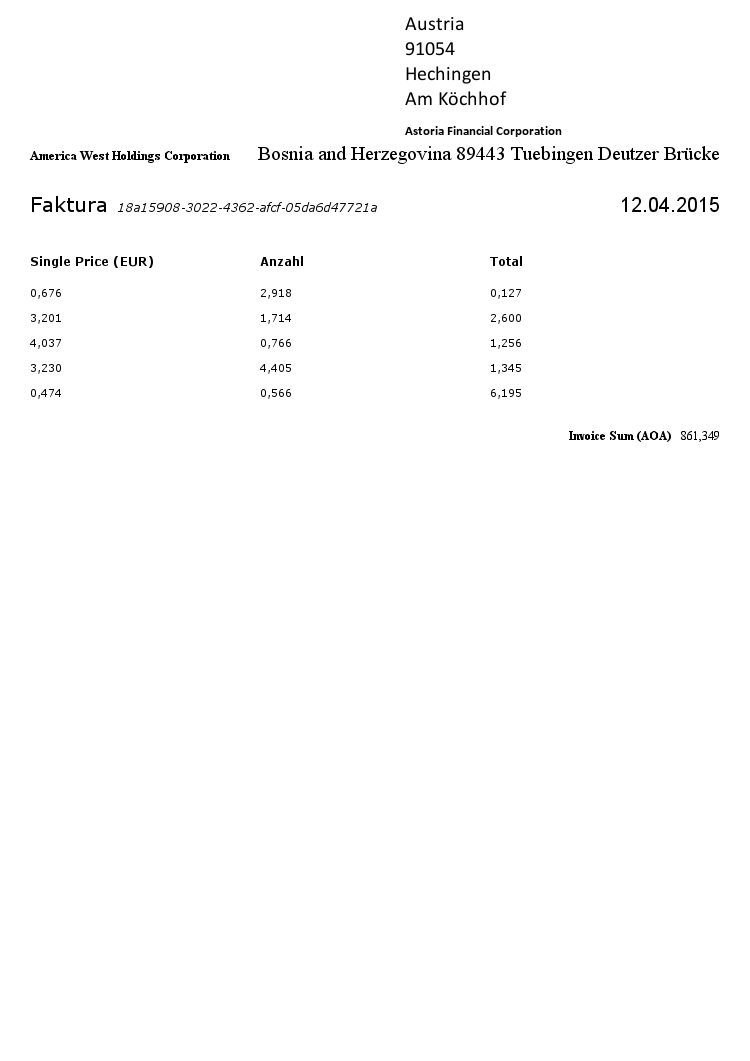 Austria
91054
Hechingen
Am Köchhof
Astoria Financial Corporation
America West Holdings Corporation Bosnia and Herzegovina 89443 Tuebingen Deutzer Brücke
Faktura 18a15908-3022-4362-afcf-05da6d47721a 12.04.2015
Single Price (EUR) Anzahl Total
0,676 2,918 0,127
3,201 1,714 2,600
4,037 0,766 1,256
3,230 4,405 1,345
0,474 0,566 6,195
Invoice Sum (AOA) 861,349